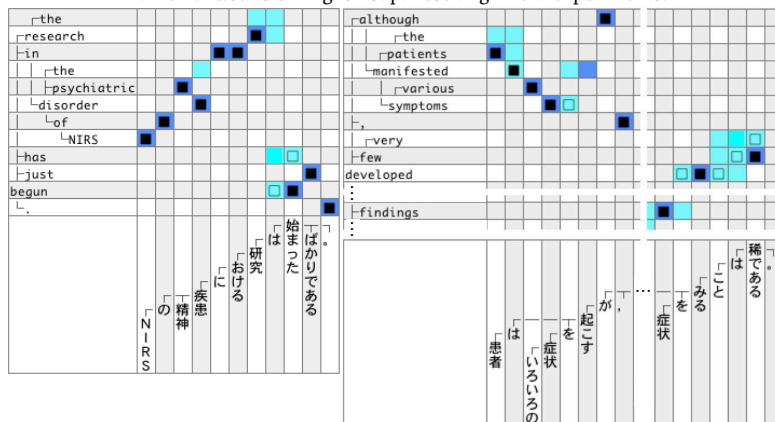 the
research
in
the
psychiatric
disorder
of
NIRS
has
just
begun
.
NIRS
の
精神
疾患
に
おける
研究
は
始まった
ばかりである
。
although
the
patients
manifested
various
symptoms
,
very
few
developed
⋮
findings
⋮
患者
は
いろいろの
症状
を
起こす
が
,
…
症状
を
みる
こと
は
稀である
。